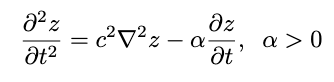 ∂²z/∂t² = c²∇²z − α ∂z/∂t, α > 0